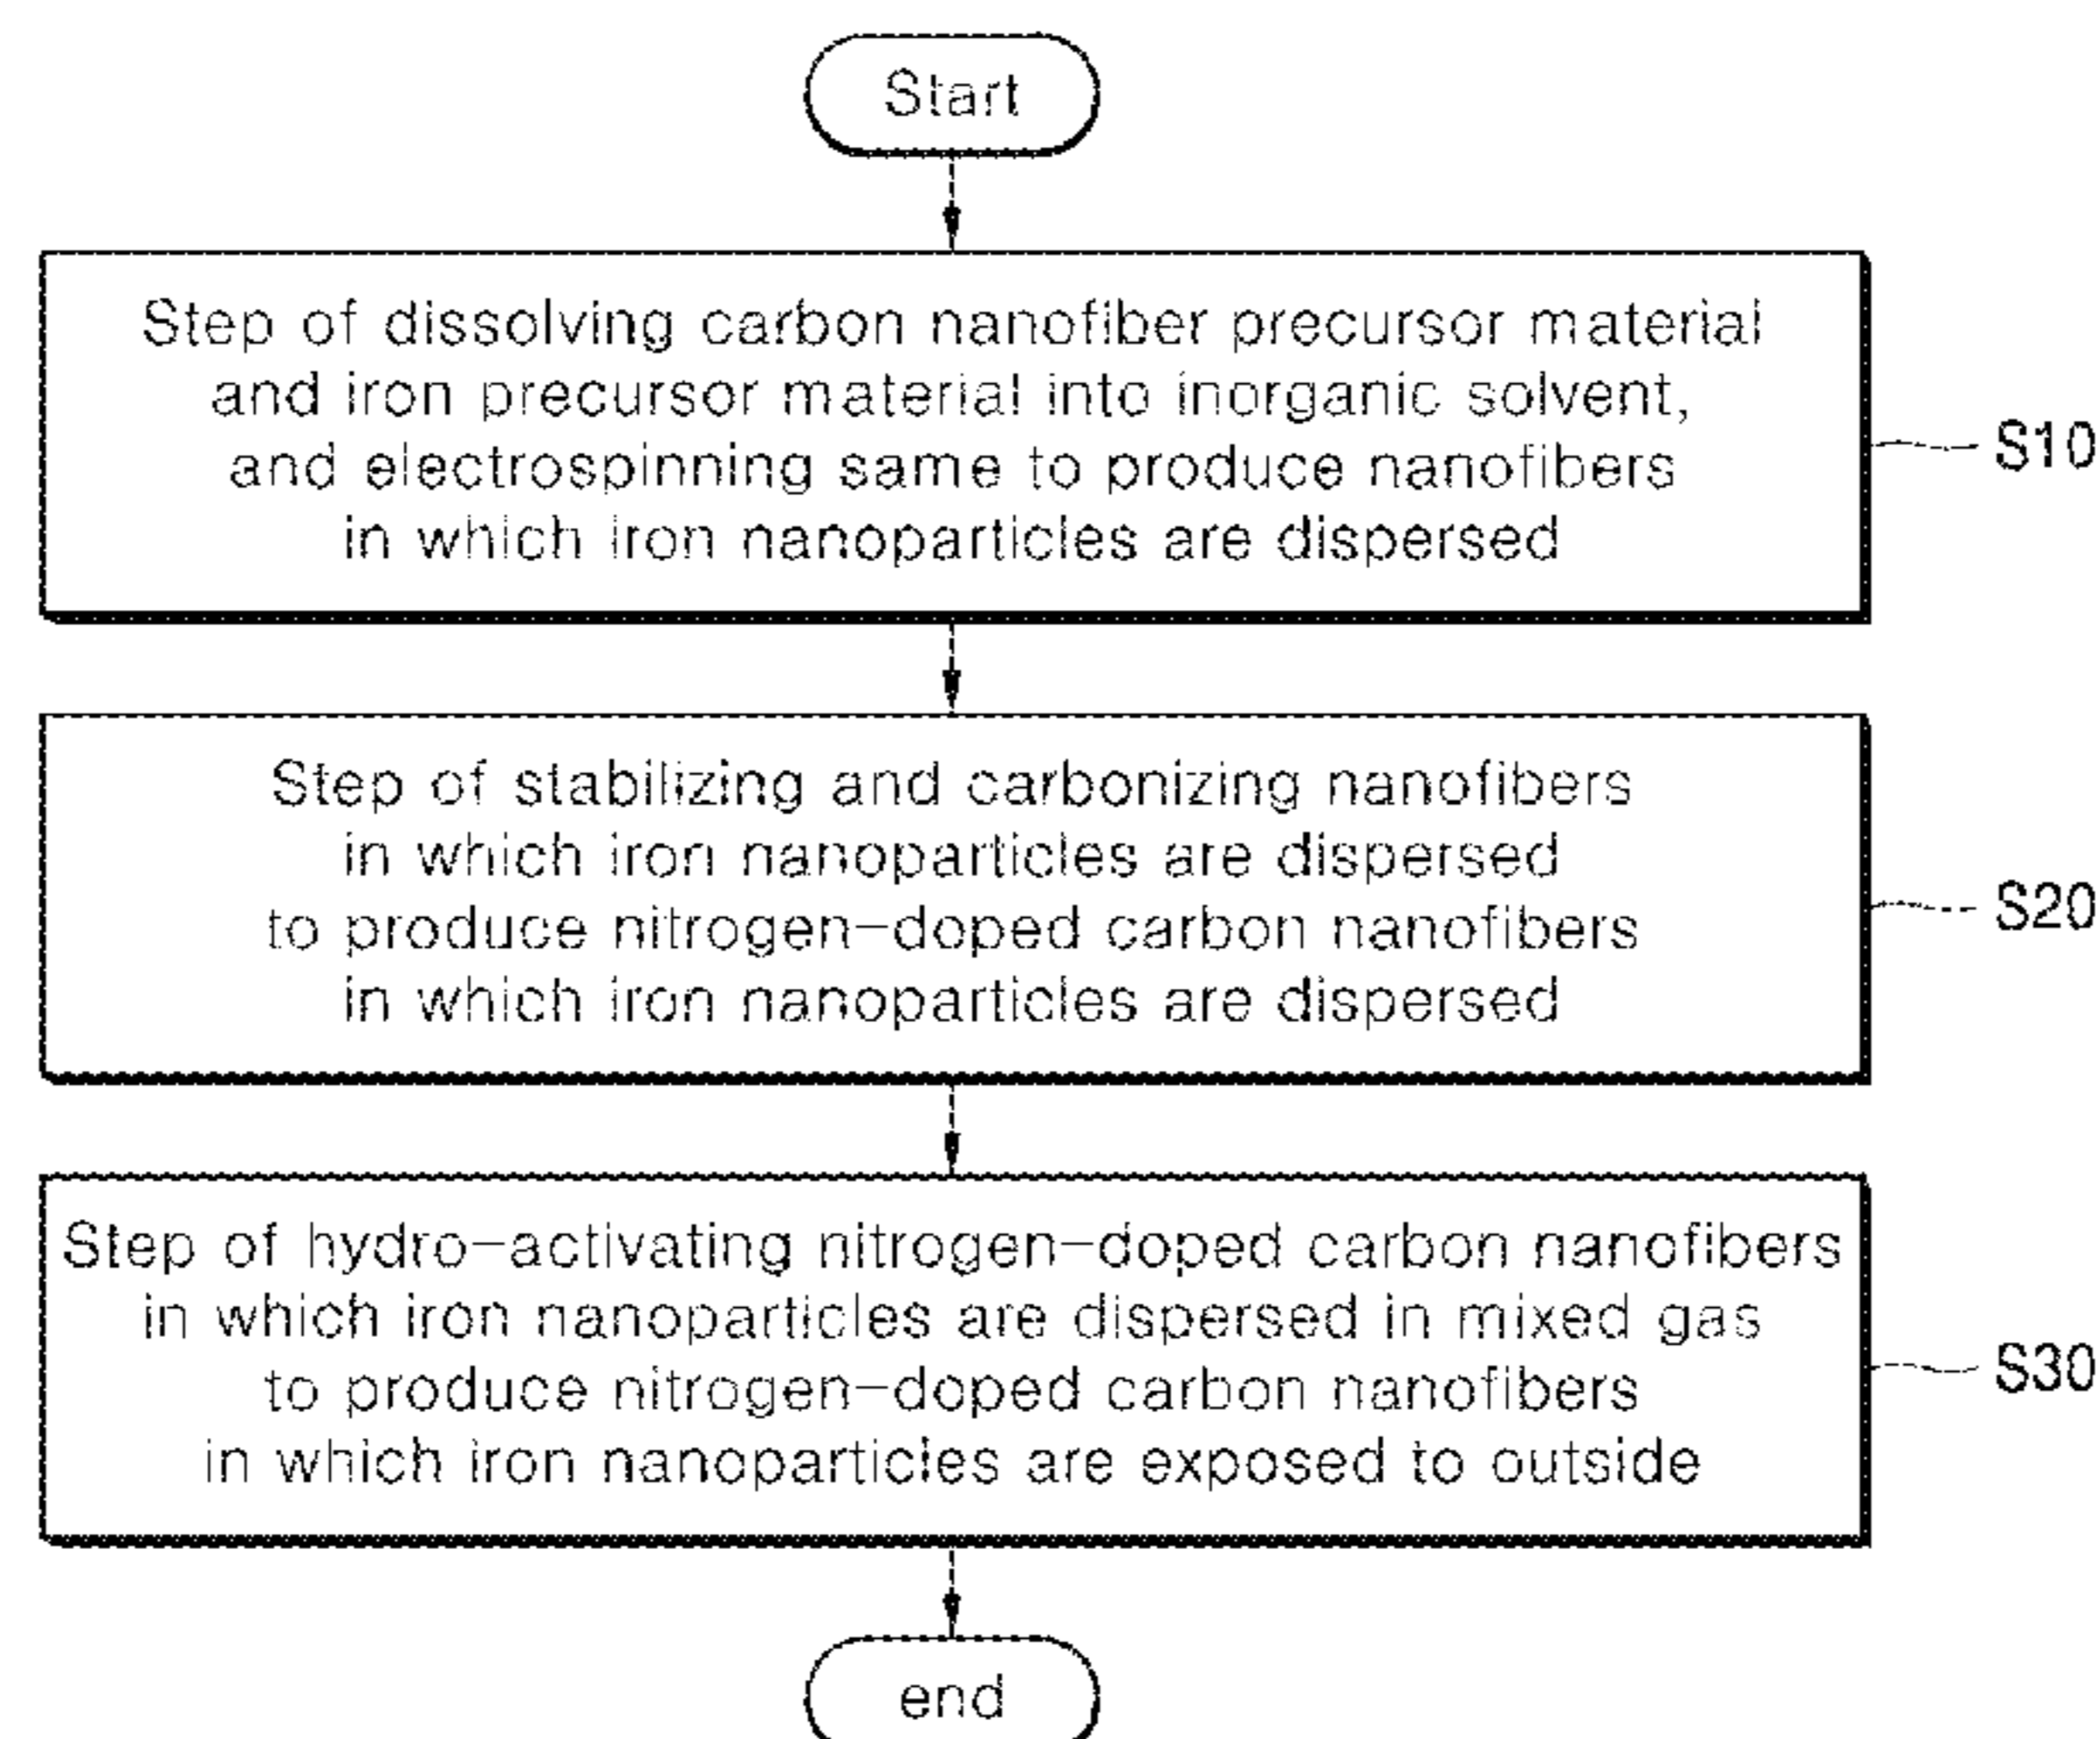 Start
Step of dissolving carbon nanofiber precursor material
and iron precursor material into inorganic solvent,
and electrospinning same to produce nanofibers
in which iron nanoparticles are dispersed
S10
Step of stabilizing and carbonizing nanofibers
in which iron nanoparticles are dispersed
to produce nitrogen-doped carbon nanofibers
in which iron nanoparticles are dispersed
S20
Step of hydro-activating nitrogen-doped carbon nanofibers
in which iron nanoparticles are dispersed in mixed gas
to produce nitrogen-doped carbon nanofibers
in which iron nanoparticles are exposed to outside
S30
end